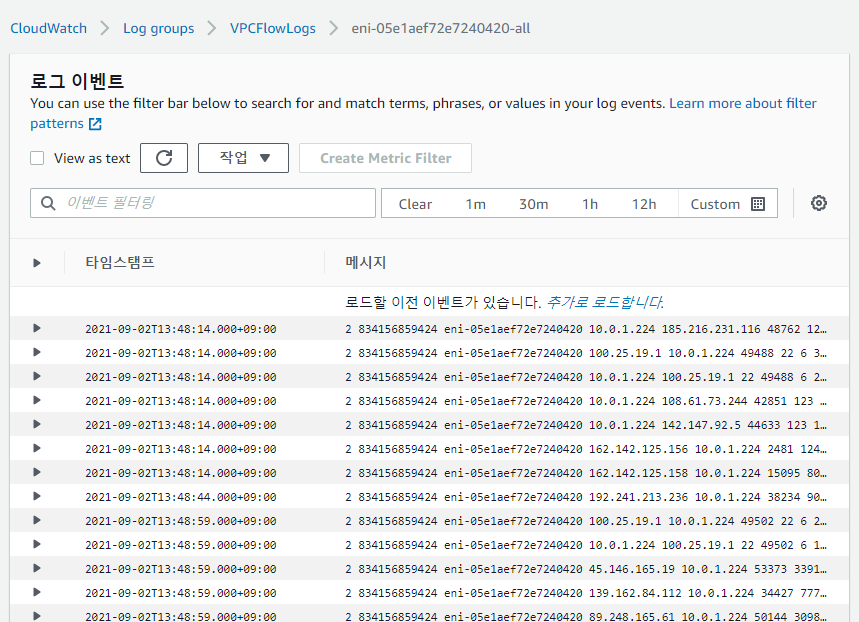 CloudWatch > Log groups > VPCFlowLogs > eni-05e1aef72e7240420-all
로그 이벤트
You can use the filter bar below to search for and match terms, phrases, or values in your log events. Learn more about filter
patterns
View as text 작업 ▼ Create Metric Filter
이벤트 필터링 Clear 1m 30m 1h 12h Custom
타임스탬프 메시지
로드할 이전 이벤트가 있습니다. 추가로 로드합니다.
2021-09-02T13:48:14.000+09:00 2 834156859424 eni-05e1aef72e7240420 10.0.1.224 185.216.231.116 48762 12…
2021-09-02T13:48:14.000+09:00 2 834156859424 eni-05e1aef72e7240420 100.25.19.1 10.0.1.224 49488 22 6 3…
2021-09-02T13:48:14.000+09:00 2 834156859424 eni-05e1aef72e7240420 10.0.1.224 100.25.19.1 22 49488 6 2…
2021-09-02T13:48:14.000+09:00 2 834156859424 eni-05e1aef72e7240420 10.0.1.224 108.61.73.244 42851 123 …
2021-09-02T13:48:14.000+09:00 2 834156859424 eni-05e1aef72e7240420 10.0.1.224 142.147.92.5 44633 123 1…
2021-09-02T13:48:14.000+09:00 2 834156859424 eni-05e1aef72e7240420 162.142.125.156 10.0.1.224 2481 124…
2021-09-02T13:48:14.000+09:00 2 834156859424 eni-05e1aef72e7240420 162.142.125.158 10.0.1.224 15095 80…
2021-09-02T13:48:44.000+09:00 2 834156859424 eni-05e1aef72e7240420 192.241.213.236 10.0.1.224 38234 90…
2021-09-02T13:48:59.000+09:00 2 834156859424 eni-05e1aef72e7240420 100.25.19.1 10.0.1.224 49502 22 6 2…
2021-09-02T13:48:59.000+09:00 2 834156859424 eni-05e1aef72e7240420 10.0.1.224 100.25.19.1 22 49502 6 1…
2021-09-02T13:48:59.000+09:00 2 834156859424 eni-05e1aef72e7240420 45.146.165.19 10.0.1.224 53373 3391…
2021-09-02T13:48:59.000+09:00 2 834156859424 eni-05e1aef72e7240420 139.162.84.112 10.0.1.224 34427 777…
2021-09-02T13:48:59.000+09:00 2 834156859424 eni-05e1aef72e7240420 89.248.165.61 10.0.1.224 50144 3098…